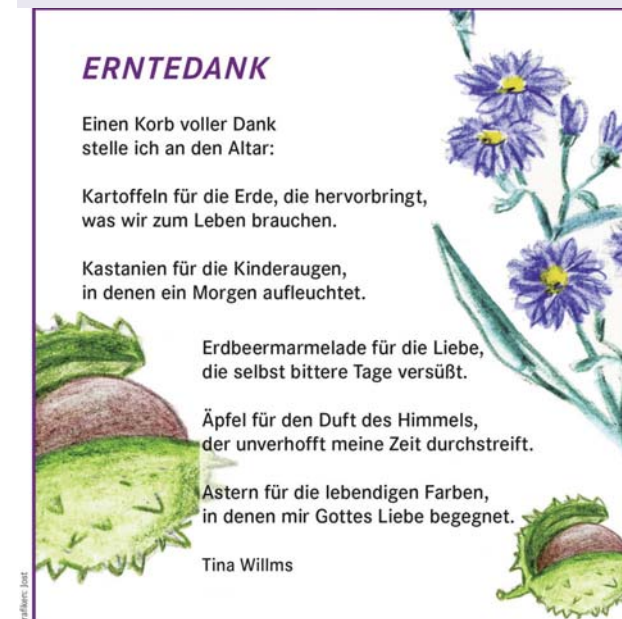 ERNTEDANK
Einen Korb voller Dank
stelle ich an den Altar:
Kartoffeln für die Erde, die hervorbringt,
was wir zum Leben brauchen.
Kastanien für die Kinderaugen,
in denen ein Morgen aufleuchtet.
Erdbeermarmelade für die Liebe,
die selbst bittere Tage versüßt.
Äpfel für den Duft des Himmels,
der unverhofft meine Zeit durchstreift.
Astern für die lebendigen Farben,
in denen mir Gottes Liebe begegnet.
Tina Willms
rafiken: Jost